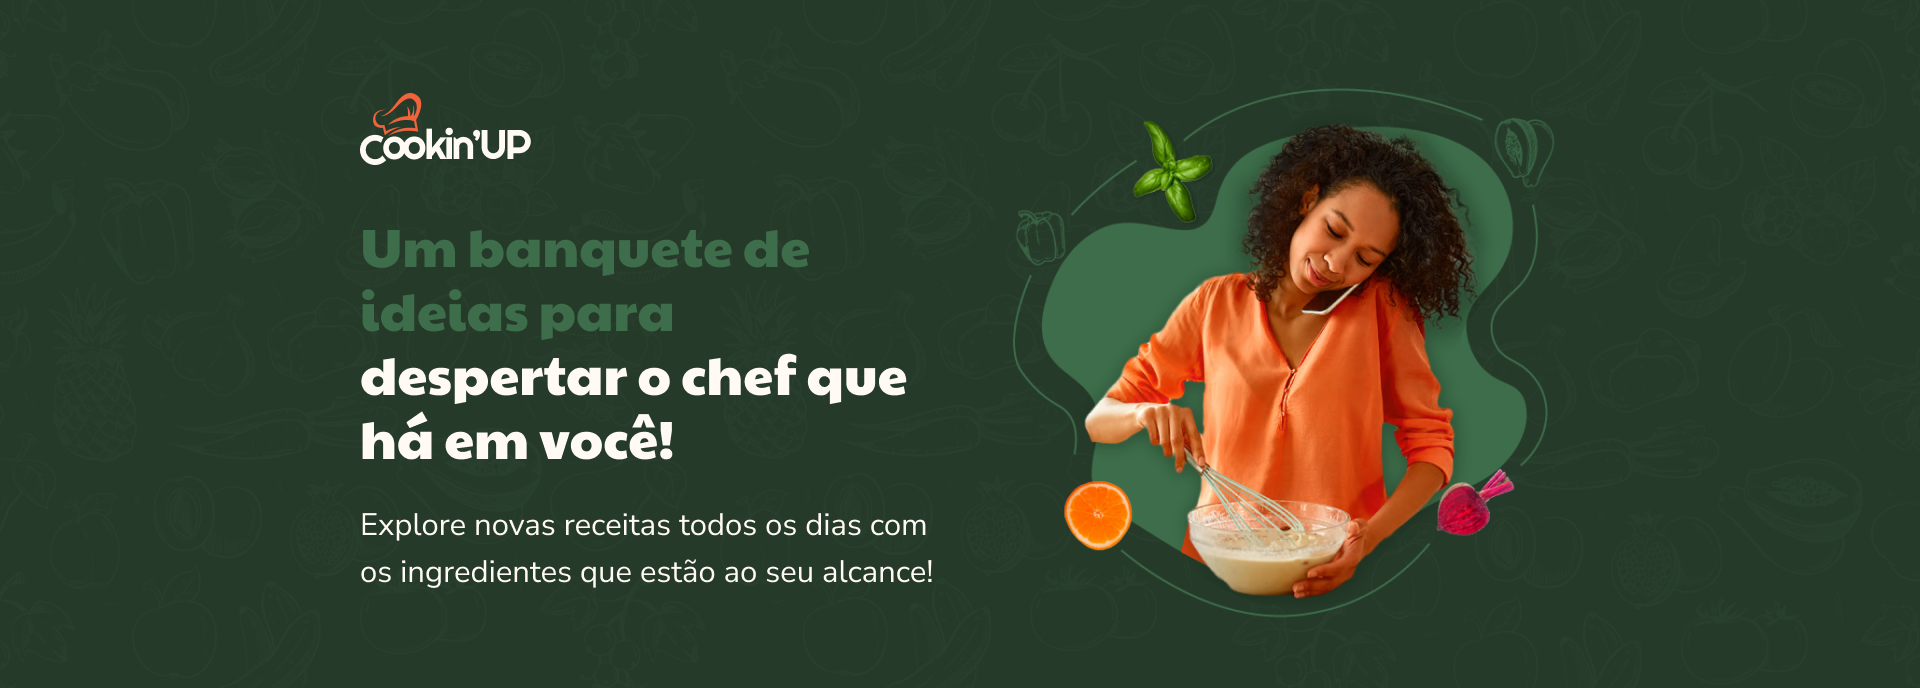 Cookin'UP
Um banquete de
ideias para
despertar o chef que
há em você!
Explore novas receitas todos os dias com
os ingredientes que estão ao seu alcance!